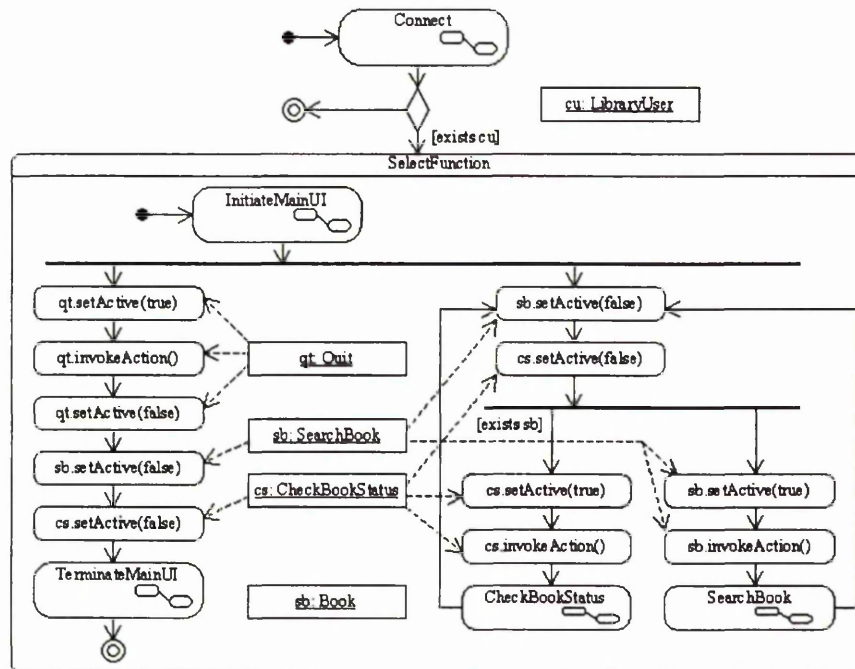 Connect
cu: LibraryUser
[exists cu]
SelectFunction
InitiateMainUI
qt.setActive(true)
sb.setActive(false)
qt.invokeAction()
qt: Quit
cs.setActive(false)
qt.setActive(false)
sb: SearchBook
[exists sb]
sb.setActive(false)
cs: CheckBookStatus
cs.setActive(true)
sb.setActive(true)
cs.setActive(false)
cs.invokeAction()
sb.invokeAction()
TerminateMainUI
sb: Book
CheckBookStatus
SearchBook